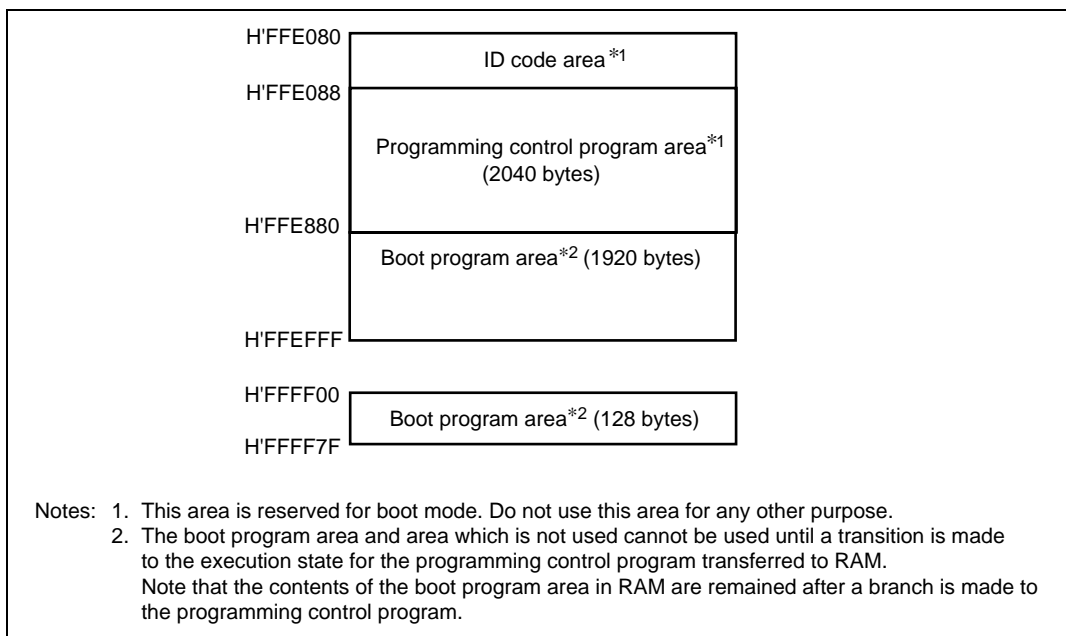 H'FFE080
ID code area*1
H'FFE088
Programming control program area*1
(2040 bytes)
H'FFE880
Boot program area*2 (1920 bytes)
H'FFEFFF
H'FFFF00
Boot program area*2 (128 bytes)
H'FFFF7F
Notes: 1. This area is reserved for boot mode. Do not use this area for any other purpose.
2. The boot program area and area which is not used cannot be used until a transition is made
to the execution state for the programming control program transferred to RAM.
Note that the contents of the boot program area in RAM are remained after a branch is made to
the programming control program.